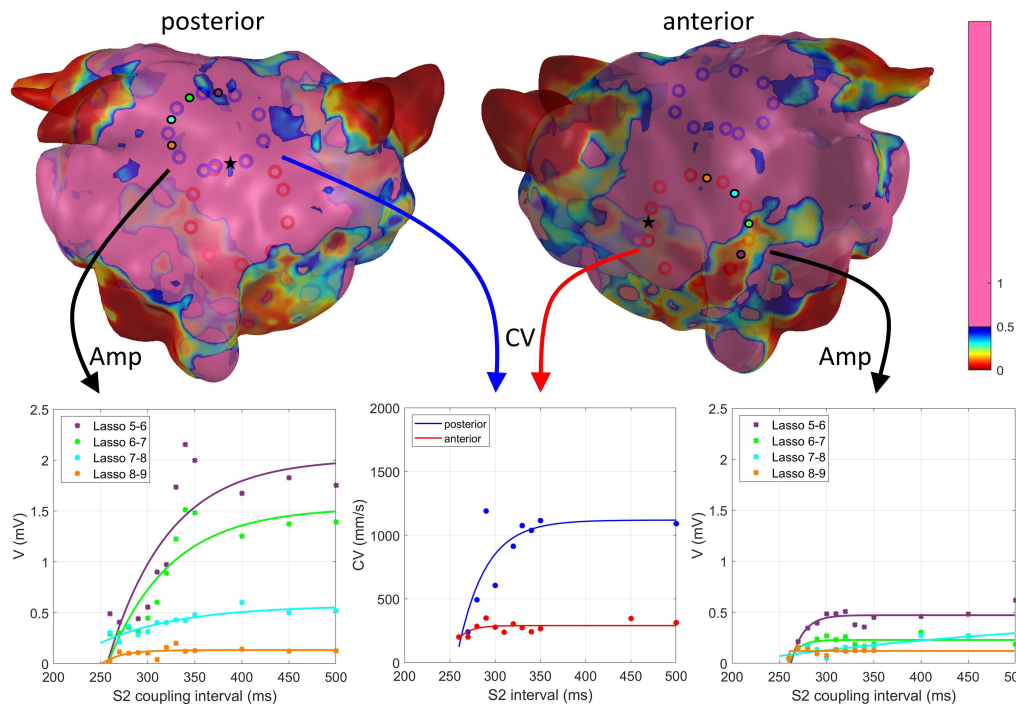 posterior
anterior
1
0.5
0
Amp
CV
Amp
2.5
2
1.5
1
0.5
0
V (mV)
Lasso 5-6
Lasso 6-7
Lasso 7-8
Lasso 8-9
200 250 300 350 400 450 500
S2 coupling interval (ms)
2000
1500
1000
500
0
CV (mm/s)
posterior
anterior
200 250 300 350 400 450 500
S2 interval (ms)
2.5
2
1.5
1
0.5
0
V (mV)
Lasso 5-6
Lasso 6-7
Lasso 7-8
Lasso 8-9
200 250 300 350 400 450 500
S2 coupling interval (ms)